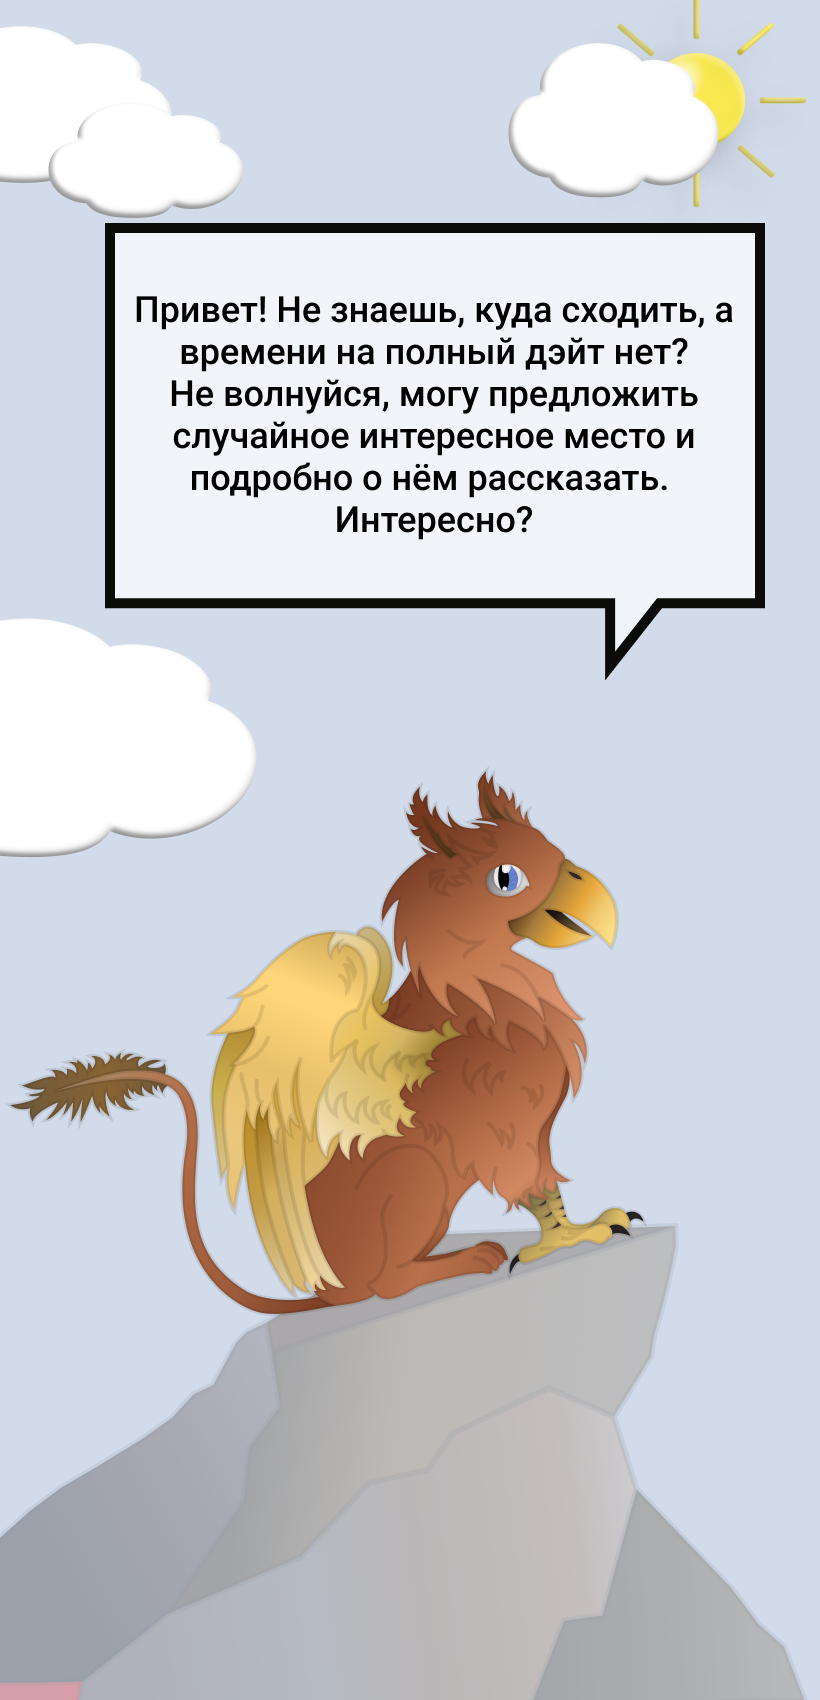 Привет! Не знаешь, куда сходить, а
времени на полный дэйт нет?
Не волнуйся, могу предложить
случайное интересное место и
подробно о нём рассказать.
Интересно?